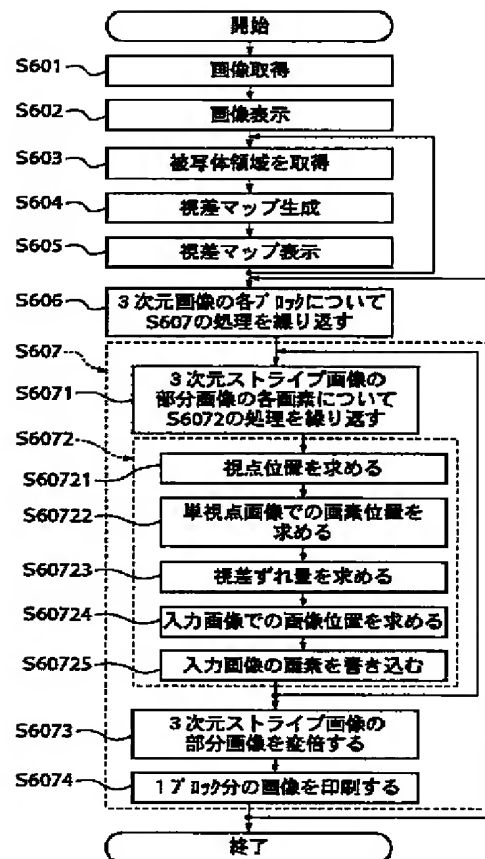 開始
S601
画像取得
S602
画像表示
S603
被写体領域を取得
S604
視差マップ生成
S605
視差マップ表示
S606
3次元画像の各ブロックについて
S607の処理を繰り返す
S607
S6071
3次元ストライプ画像の
部分画像の各画素について
S6072の処理を繰り返す
S6072
S60721
視点位置を求める
S60722
単視点画像での画素位置を
求める
S60723
視差ずれ量を求める
S60724
入力画像での画像位置を求める
S60725
入力画像の画素を書き込む
S6073
3次元ストライプ画像の
部分画像を変倍する
S6074
1ブロック分の画像を印刷する
終了